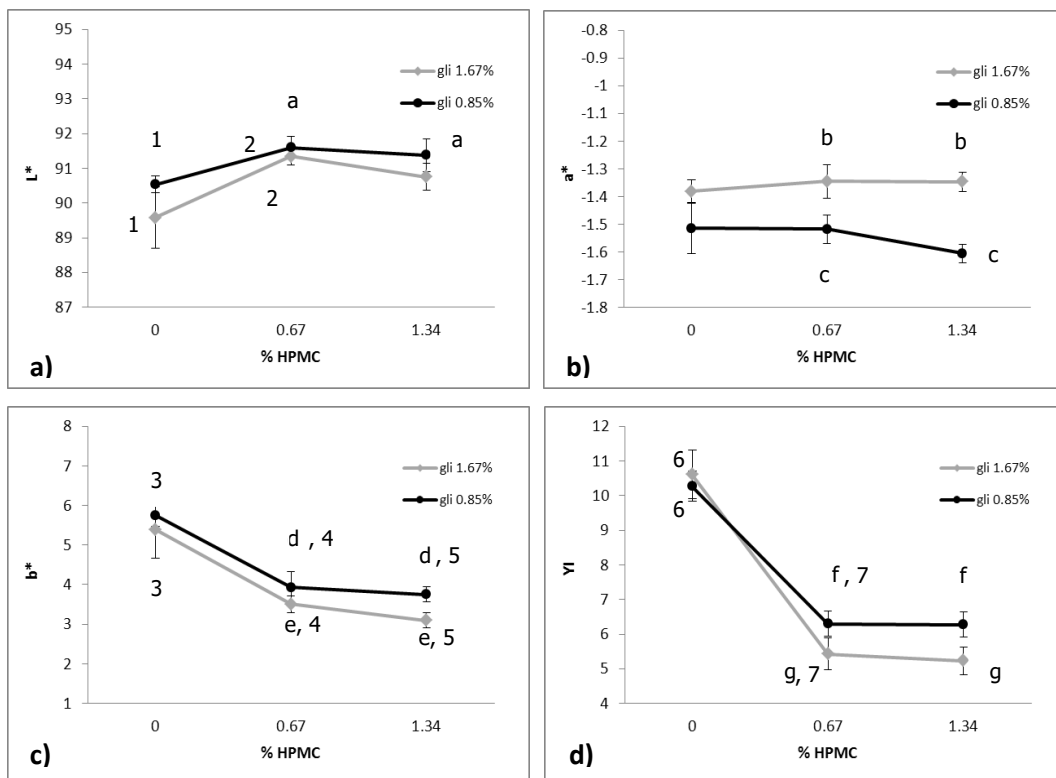 95
94
93
92
91
90
89
88
87
L*
0
0.67
1.34
% HPMC
gli 1.67%
gli 0.85%
1
1
2
2
a
a
a)
-0.8
-0.9
-1
-1.1
-1.2
-1.3
-1.4
-1.5
-1.6
-1.7
-1.8
a*
0
0.67
1.34
% HPMC
gli 1.67%
gli 0.85%
b
b
c
c
b)
8
7
6
5
4
3
2
1
b*
0
0.67
1.34
% HPMC
gli 1.67%
gli 0.85%
3
3
d , 4
d , 5
e, 4
e, 5
c)
12
11
10
9
8
7
6
5
4
YI
0
0.67
1.34
% HPMC
gli 1.67%
gli 0.85%
6
6
f , 7
f
g, 7
g
d)